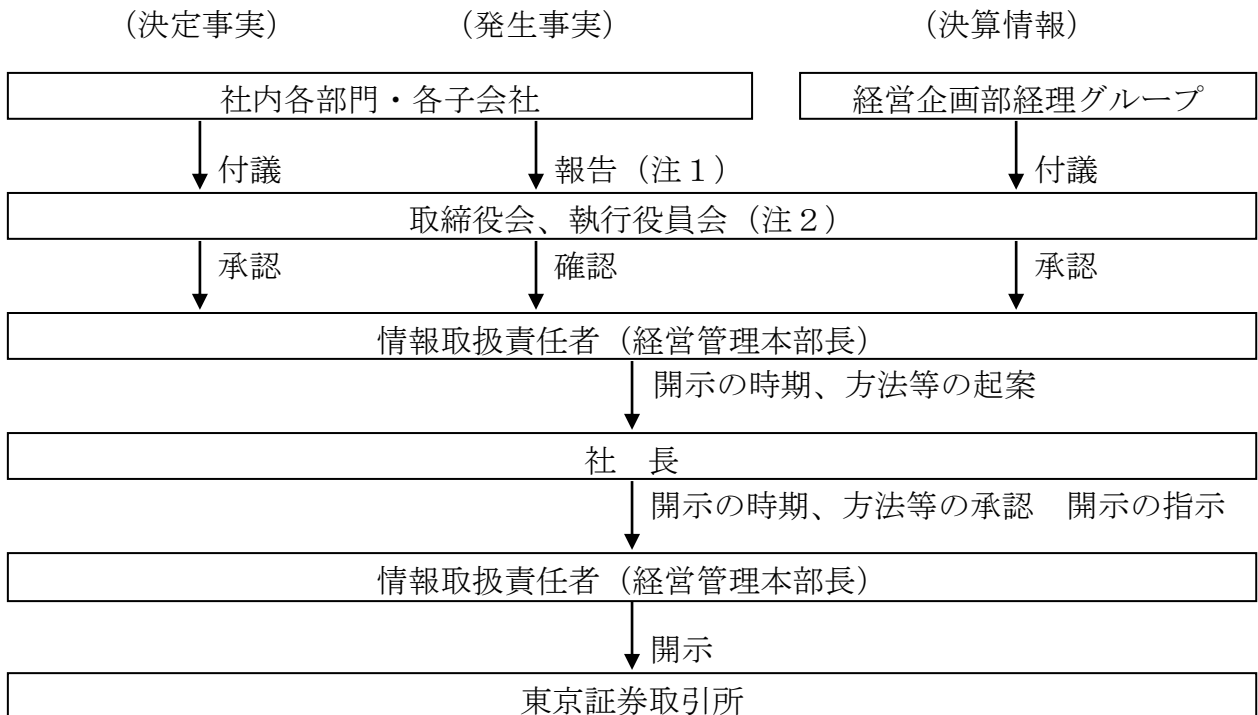 （決定事実） （発生事実） （決算情報）
社内各部門・各子会社 経営企画部経理グループ
付議 報告（注１） 付議
取締役会、執行役員会（注２）
承認 確認 承認
情報取扱責任者（経営管理本部長）
開示の時期、方法等の起案
社　長
開示の時期、方法等の承認　開示の指示
情報取扱責任者（経営管理本部長）
開示
東京証券取引所